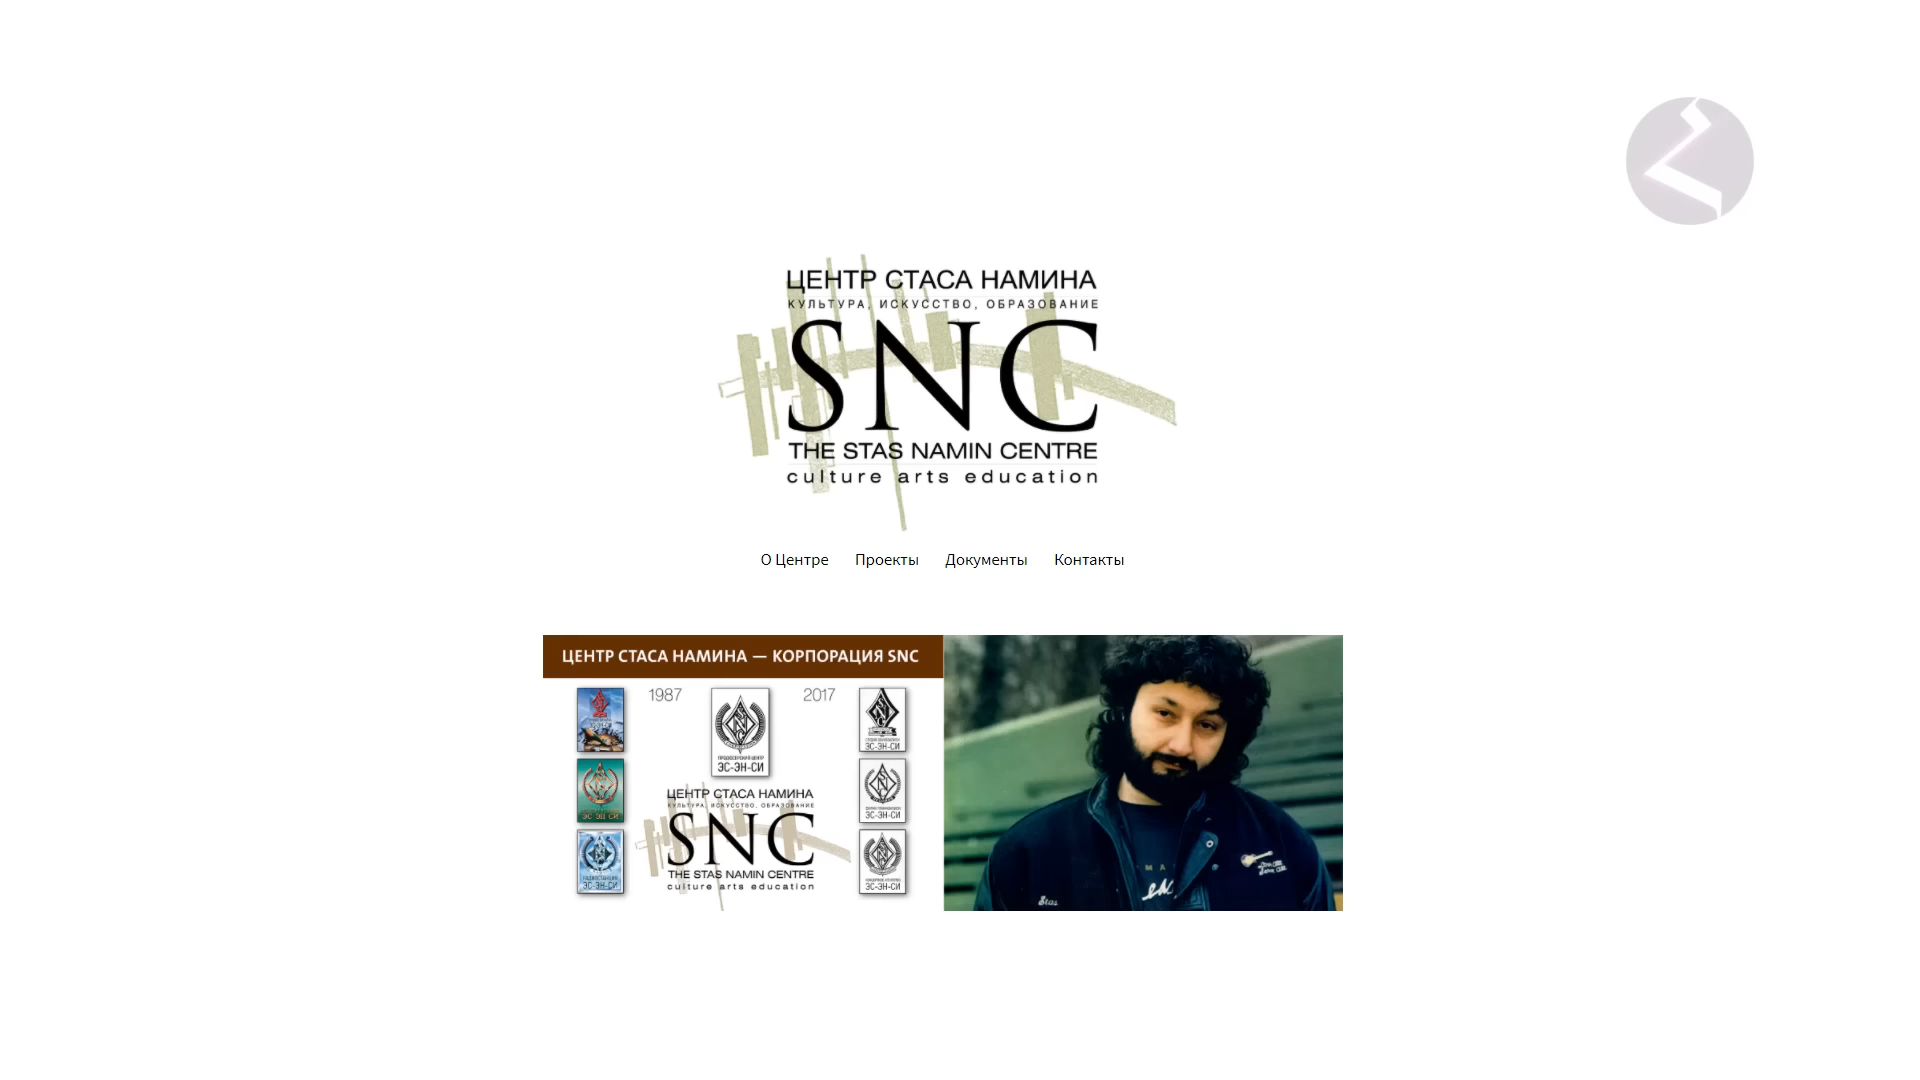 ЦЕНТР СТАСА НАМИНА
КУЛЬТУРА, ИСКУССТВО, ОБРАЗОВАНИЕ
SNC
THE STAS NAMIN CENTRE
culture arts education
О Центре Проекты Документы Контакты
ЦЕНТР СТАСА НАМИНА — КОРПОРАЦИЯ SNC
1987 2017
ПРОДЮСЕРСКИЙ ЦЕНТР
ЭС-ЭН-СИ
ЭС-ЭН-СИ
ЭС ЭН СИ
ЭС-ЭН-СИ
ЭС-ЭН-СИ
ЭС-ЭН-СИ
ЦЕНТР СТАСА НАМИНА
КУЛЬТУРА, ИСКУССТВО, ОБРАЗОВАНИЕ
SNC
THE STAS NAMIN CENTRE
culture arts education
Stas